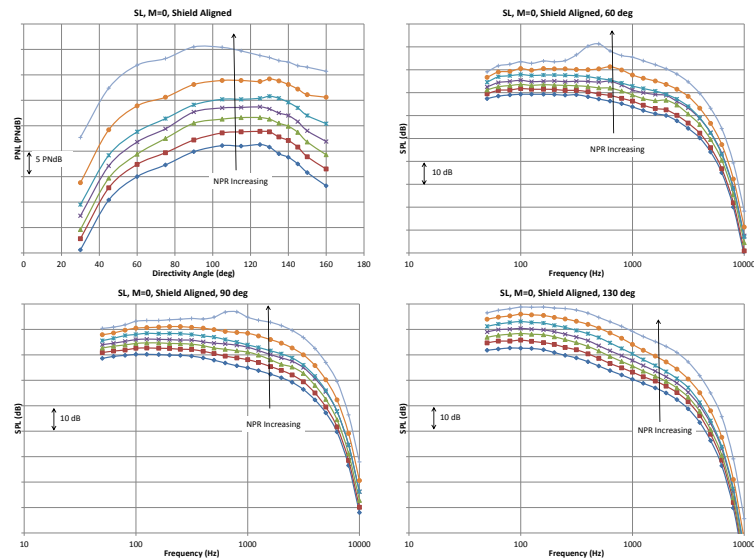 SL, M=0, Shield Aligned
PNL (PNdB)
5 PNdB
NPR Increasing
0 20 40 60 80 100 120 140 160 180
Directivity Angle (deg)
SL, M=0, Shield Aligned, 60 deg
SPL (dB)
10 dB
NPR Increasing
10 100 1000 10000
Frequency (Hz)
SL, M=0, Shield Aligned, 90 deg
SPL (dB)
10 dB
NPR Increasing
10 100 1000 10000
Frequency (Hz)
SL, M=0, Shield Aligned, 130 deg
SPL (dB)
10 dB
NPR Increasing
10 100 1000 10000
Frequency (Hz)